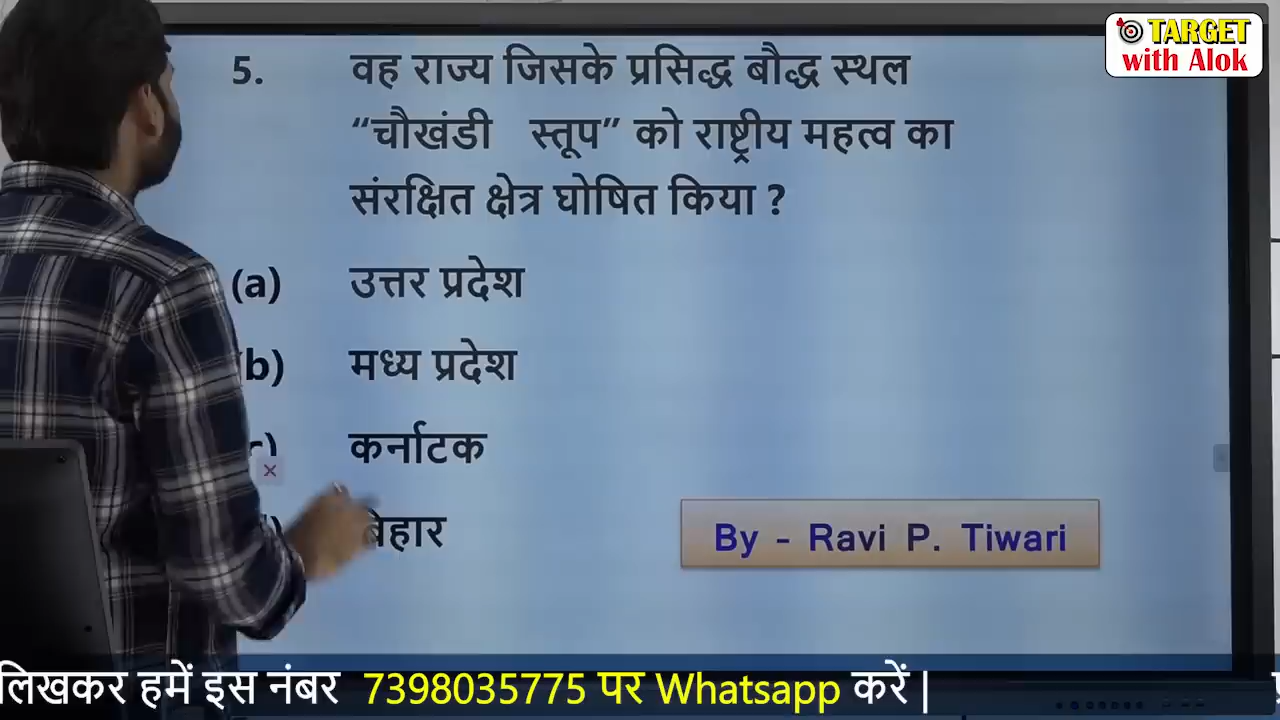 TARGET
with Alok
5. वह राज्य जिसके प्रसिद्ध बौद्ध स्थल
“चौखंडी स्तूप” को राष्ट्रीय महत्व का
संरक्षित क्षेत्र घोषित किया ?
(a) उत्तर प्रदेश
(b) मध्य प्रदेश
कर्नाटक
बिहार
By - Ravi P. Tiwari
लिखकर हमें इस नंबर 7398035775 पर Whatsapp करें |